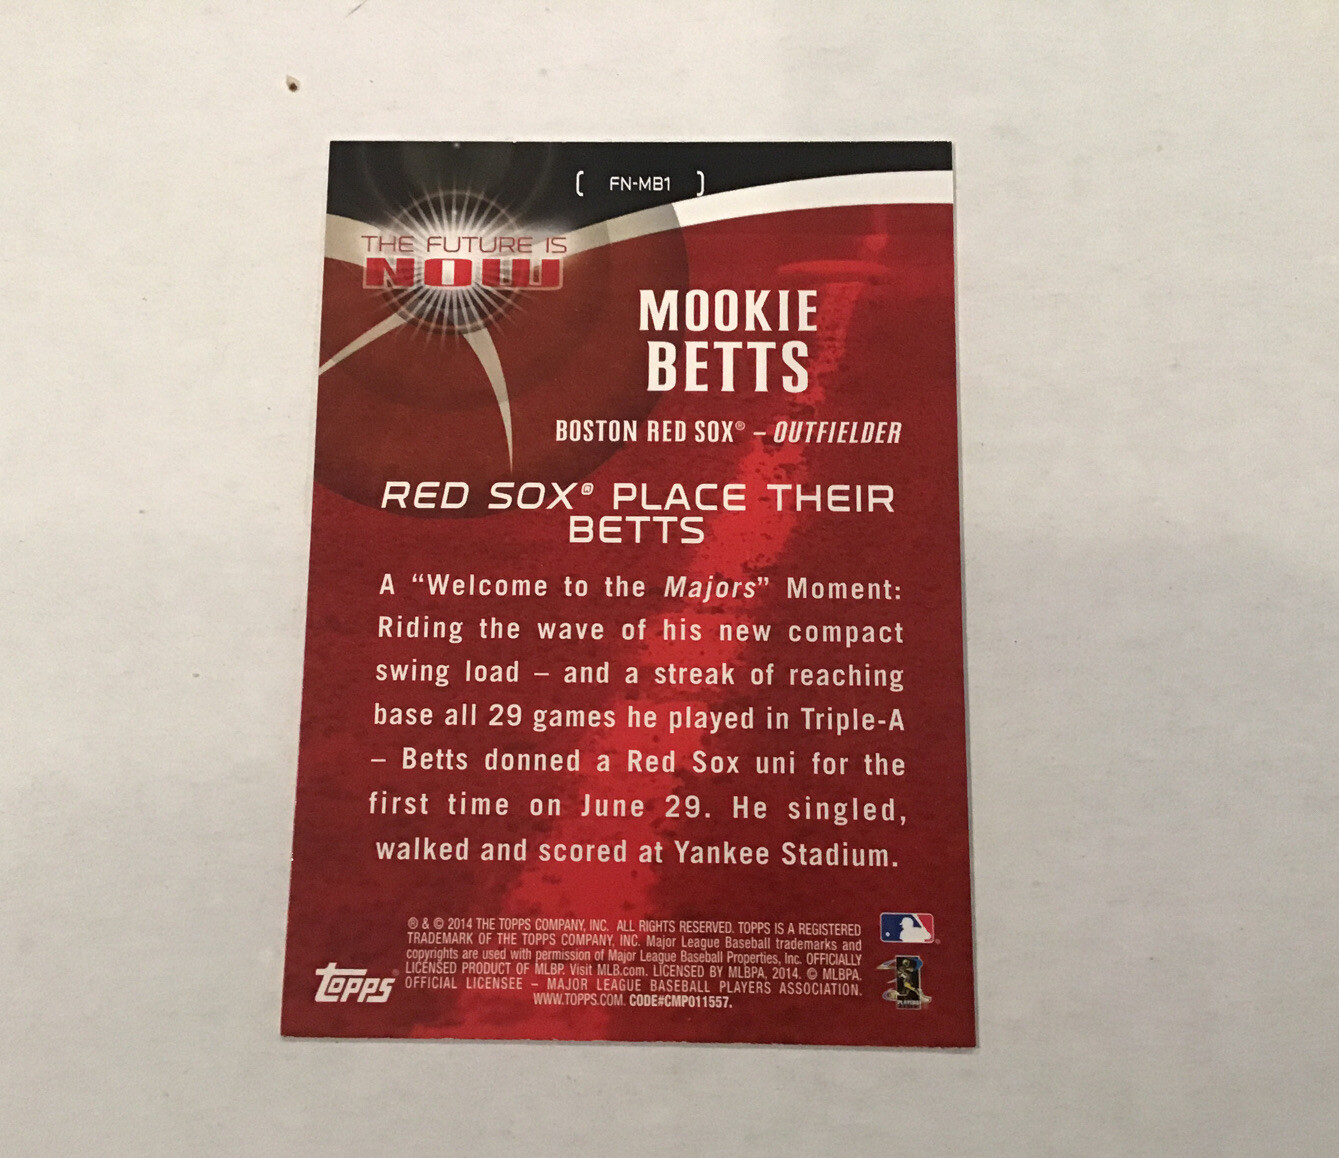 [ FN-MB1 ]
THE FUTURE IS
NOW
MOOKIE
BETTS
BOSTON RED SOX® – OUTFIELDER
RED SOX® PLACE THEIR
BETTS
A “Welcome to the Majors” Moment:
Riding the wave of his new compact
swing load – and a streak of reaching
base all 29 games he played in Triple-A
– Betts donned a Red Sox uni for the
first time on June 29. He singled,
walked and scored at Yankee Stadium.
® & © 2014 THE TOPPS COMPANY, INC. ALL RIGHTS RESERVED. TOPPS IS A REGISTERED
TRADEMARK OF THE TOPPS COMPANY, INC. Major League Baseball trademarks and
copyrights are used with permission of Major League Baseball Properties, Inc. OFFICIALLY
LICENSED PRODUCT OF MLBP. Visit MLB.com. LICENSED BY MLBPA, 2014. © MLBPA.
OFFICIAL LICENSEE – MAJOR LEAGUE BASEBALL PLAYERS ASSOCIATION.
WWW.TOPPS.COM. CODE#CMP011557.
Topps®